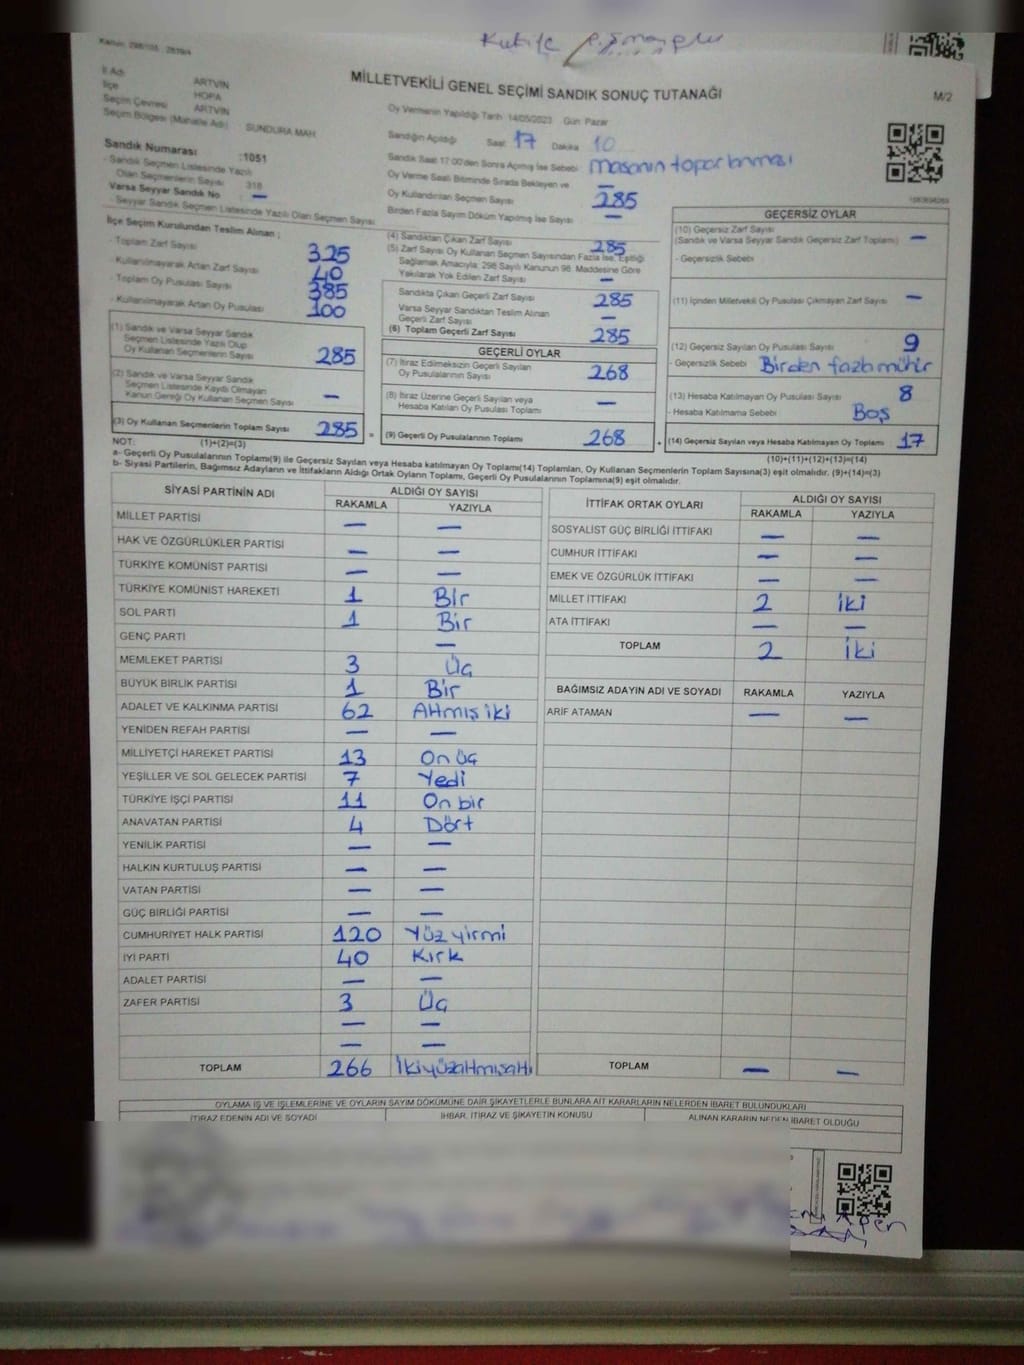 Kanun: 298/105 - 2839/4
MİLLETVEKİLİ GENEL SEÇİMİ SANDIK SONUÇ TUTANAĞI
M/2
İl Adı ARTVİN
İlçe HOPA
Seçim Çevresi ARTVİN
Seçim Bölgesi (Mahalle Adı) SUNDURA MAH.
Sandık Numarası :1051
- Sandık Seçmen Listesinde Yazılı
Olan Seçmenlerin Sayısı 318
Varsa Seyyar Sandık No : —
- Seyyar Sandık Seçmen Listesinde Yazılı Olan Seçmen Sayısı
İlçe Seçim Kurulundan Teslim Alınan ;
- Toplam Zarf Sayısı 325
- Kullanılmayarak Artan Zarf Sayısı 40
- Toplam Oy Pusulası Sayısı 385
- Kullanılmayarak Artan Oy Pusulası 100
(1) Sandık ve Varsa Seyyar Sandık
Seçmen Listesinde Yazılı Olup
Oy Kullanan Seçmenlerin Sayısı 285
(2) Sandık ve Varsa Seyyar Sandık
Seçmen Listesinde Kaydı Olmayan
Kanun Gereği Oy Kullanan Seçmen Sayısı —
(3) Oy Kullanan Seçmenlerin Toplam Sayısı 285 =
Oy Vermenin Yapıldığı Tarih 14/05/2023 Gün Pazar
Sandığın Açıldığı Saat 17 Dakika 10
Sandık Saat 17:00'den Sonra Açılmış İse Sebebi masanın toparlanması
Oy Verme Saati Bitiminde Sırada Bekleyen ve —
Oy Kullandırılan Seçmen Sayısı 285
Birden Fazla Sayım Döküm Yapılmış İse Sayısı —
(4) Sandıktan Çıkan Zarf Sayısı 285
(5) Zarf Sayısı Oy Kullanan Seçmen Sayısından Fazla İse, Eşitliği
Sağlamak Amacıyla; 298 Sayılı Kanunun 98. Maddesine Göre
Yakılarak Yok Edilen Zarf Sayısı —
Sandıkta Çıkan Geçerli Zarf Sayısı 285
Varsa Seyyar Sandıktan Teslim Alınan
Geçerli Zarf Sayısı —
(6) Toplam Geçerli Zarf Sayısı 285
GEÇERLİ OYLAR
(7) İtiraz Edilmeksizin Geçerli Sayılan
Oy Pusulalarının Sayısı 268
(8) İtiraz Üzerine Geçerli Sayılan veya
Hesaba Katılan Oy Pusulası Toplamı —
(9) Geçerli Oy Pusulalarının Toplamı 268 +
GEÇERSİZ OYLAR
(10) Geçersiz Zarf Sayısı
(Sandık ve Varsa Seyyar Sandık Geçersiz Zarf Toplamı) —
- Geçersizlik Sebebi
(11) İçinden Milletvekili Oy Pusulası Çıkmayan Zarf Sayısı —
(12) Geçersiz Sayılan Oy Pusulası Sayısı 9
- Geçersizlik Sebebi Birden fazla mühür
(13) Hesaba Katılmayan Oy Pusulası Sayısı 8
- Hesaba Katılmama Sebebi Boş
(14) Geçersiz Sayılan veya Hesaba Katılmayan Oy Toplamı 17
NOT: (1)+(2)=(3)
(10)+(11)+(12)+(13)=(14)
a- Geçerli Oy Pusulalarının Toplamı(9) ile Geçersiz Sayılan veya Hesaba katılmayan Oy Toplamı(14) Toplamları, Oy Kullanan Seçmenlerin Toplam Sayısına(3) eşit olmalıdır. (9)+(14)=(3)
b- Siyasi Partilerin, Bağımsız Adayların ve İttifakların Aldığı Ortak Oyların Toplamı, Geçerli Oy Pusulalarının Toplamına(9) eşit olmalıdır.
SİYASİ PARTİNİN ADI ALDIĞI OY SAYISI
RAKAMLA YAZIYLA
MİLLET PARTİSİ — —
HAK VE ÖZGÜRLÜKLER PARTİSİ — —
TÜRKİYE KOMÜNİST PARTİSİ — —
TÜRKİYE KOMÜNİST HAREKETİ 1 Bir
SOL PARTİ 1 Bir
GENÇ PARTİ —
MEMLEKET PARTİSİ 3 Üç
BÜYÜK BİRLİK PARTİSİ 1 Bir
ADALET VE KALKINMA PARTİSİ 62 Altmış iki
YENİDEN REFAH PARTİSİ — —
MİLLİYETÇİ HAREKET PARTİSİ 13 On üç
YEŞİLLER VE SOL GELECEK PARTİSİ 7 Yedi
TÜRKİYE İŞÇİ PARTİSİ 11 On bir
ANAVATAN PARTİSİ 4 Dört
YENİLİK PARTİSİ — —
HALKIN KURTULUŞ PARTİSİ — —
VATAN PARTİSİ — —
GÜÇ BİRLİĞİ PARTİSİ — —
CUMHURİYET HALK PARTİSİ 120 Yüz yirmi
İYİ PARTİ 40 Kırk
ADALET PARTİSİ — —
ZAFER PARTİSİ 3 Üç
— —
— —
TOPLAM 266 İkiyüzaltmışaltı
İTTİFAK ORTAK OYLARI ALDIĞI OY SAYISI
RAKAMLA YAZIYLA
SOSYALİST GÜÇ BİRLİĞİ İTTİFAKI — —
CUMHUR İTTİFAKI — —
EMEK VE ÖZGÜRLÜK İTTİFAKI — —
MİLLET İTTİFAKI 2 İki
ATA İTTİFAKI — —
TOPLAM 2 İki
BAĞIMSIZ ADAYIN ADI VE SOYADI RAKAMLA YAZIYLA
ARİF ATAMAN — —
TOPLAM — —
OYLAMA İŞ VE İŞLEMLERİNE VE OYLARIN SAYIM DÖKÜMÜNE DAİR ŞİKAYETLERLE BUNLARA AİT KARARLARIN NELERDEN İBARET BULUNDUKLARI
İTİRAZ EDENİN ADI VE SOYADI İHBAR, İTİRAZ VE ŞİKAYETİN KONUSU ALINAN KARARIN NEDEN İBARET OLDUĞU